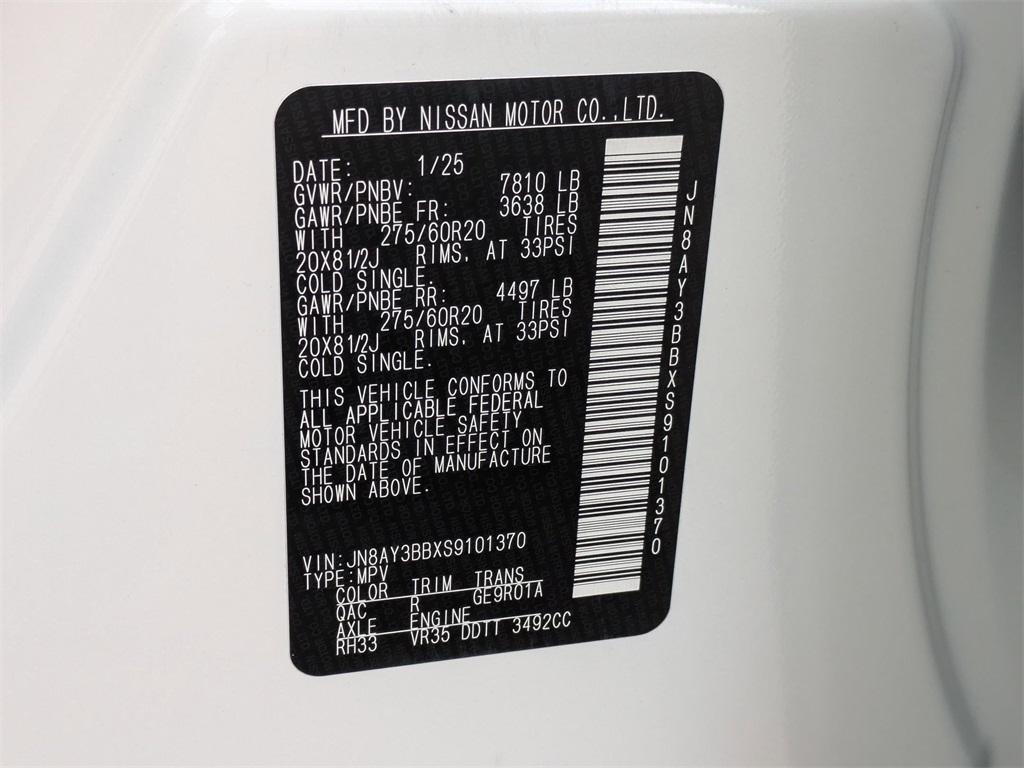 MFD BY NISSAN MOTOR CO.,LTD.
DATE: 1/25
GVWR/PNBV: 7810 LB
GAWR/PNBE FR: 3638 LB
WITH 275/60R20 TIRES
20X81/2J RIMS, AT 33PSI
COLD SINGLE.
GAWR/PNBE RR: 4497 LB
WITH 275/60R20 TIRES
20X81/2J RIMS, AT 33PSI
COLD SINGLE.
THIS VEHICLE CONFORMS TO
ALL APPLICABLE FEDERAL
MOTOR VEHICLE SAFETY
STANDARDS IN EFFECT ON
THE DATE OF MANUFACTURE
SHOWN ABOVE.
VIN:JN8AY3BBXS9101370
TYPE:MPV
COLOR TRIM TRANS
QAC R GE9R01A
AXLE ENGINE
RH33 VR35 DDTT 3492CC
JN8AY3BBXS9101370